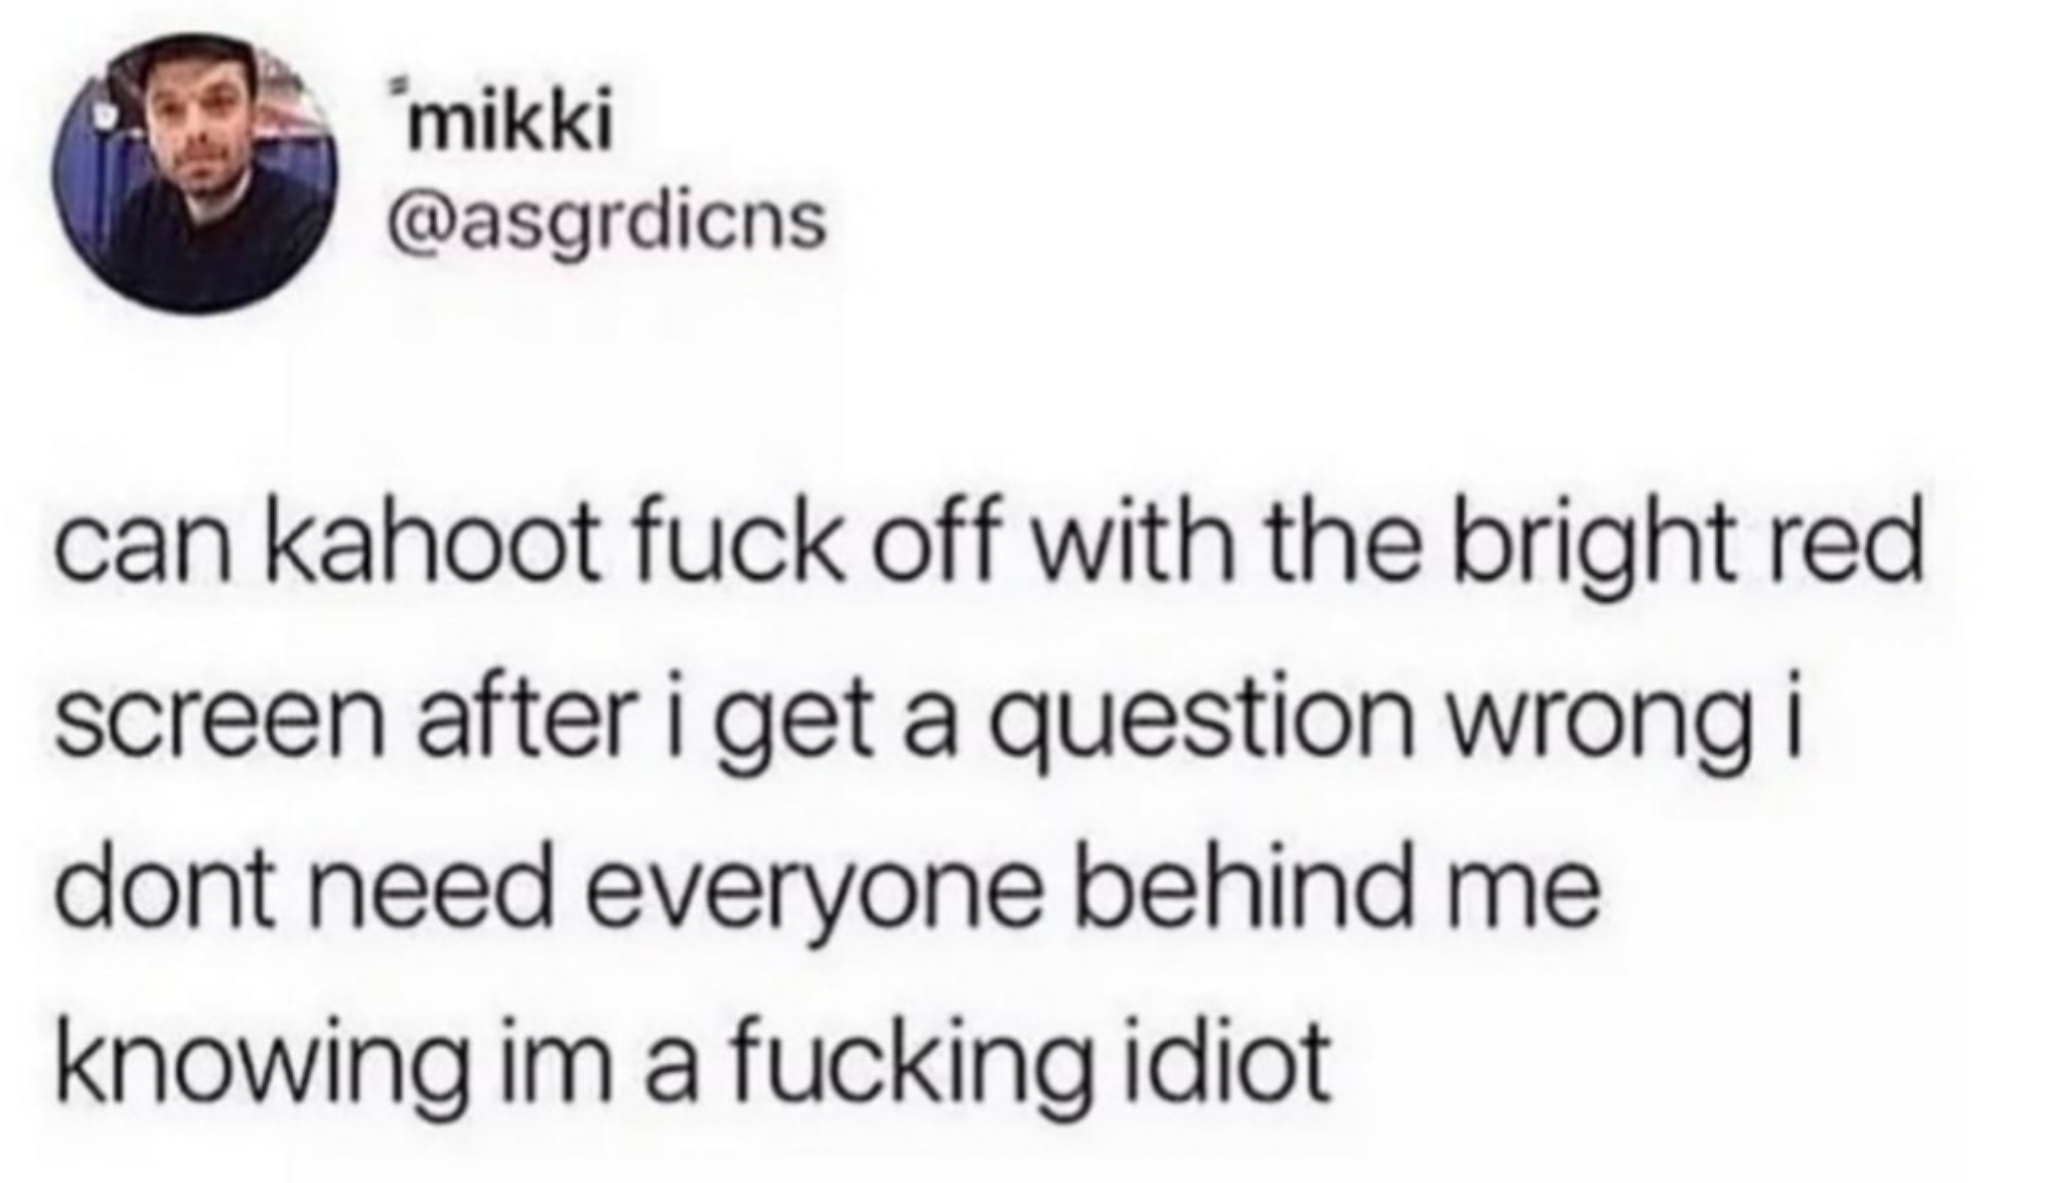 mikki
@asgrdicns
can kahoot fuck off with the bright red
screen after i get a question wrong i
dont need everyone behind me
knowing im a fucking idiot